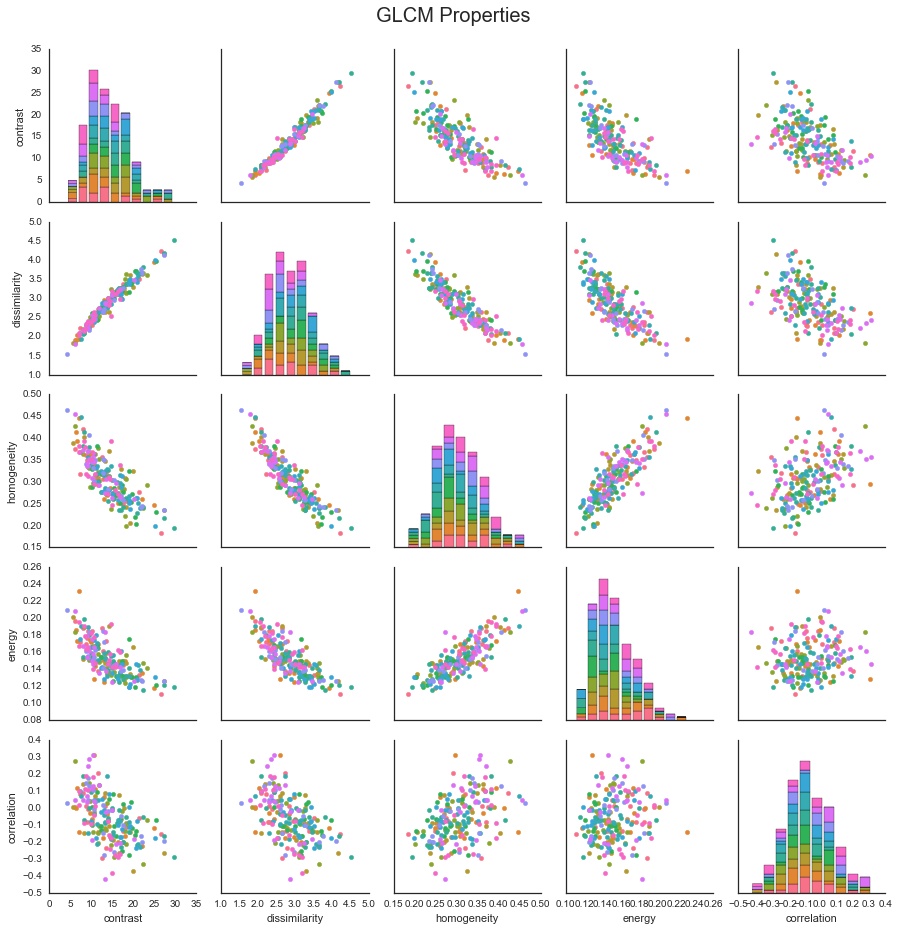 GLCM Properties
35
30
25
20
15
10
5
0
contrast
5.0
4.5
4.0
3.5
3.0
2.5
2.0
1.5
1.0
dissimilarity
0.50
0.45
0.40
0.35
0.30
0.25
0.20
0.15
homogeneity
0.26
0.24
0.22
0.20
0.18
0.16
0.14
0.12
0.10
0.08
energy
0.4
0.3
0.2
0.1
0.0
−0.1
−0.2
−0.3
−0.4
−0.5
correlation
0 5 10 15 20 25 30 35
contrast
1.0 1.5 2.0 2.5 3.0 3.5 4.0 4.5 5.0
dissimilarity
0.15 0.20 0.25 0.30 0.35 0.40 0.45 0.50
homogeneity
0.10 0.12 0.14 0.16 0.18 0.20 0.22 0.24 0.26
energy
−0.5 −0.4 −0.3 −0.2 −0.1 0.0 0.1 0.2 0.3 0.4
correlation